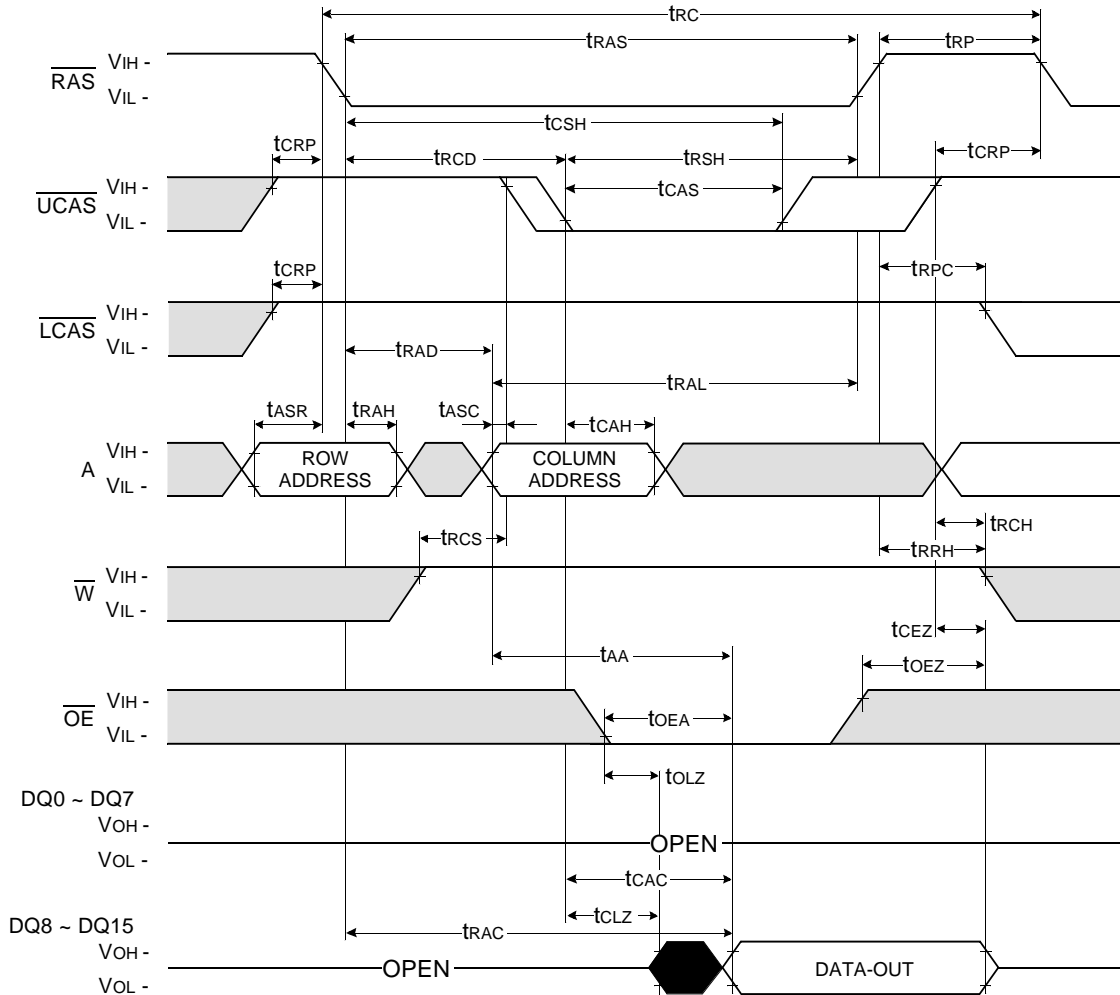 tRC
tRAS tRP
RAS VIH -
VIL -
tCSH
tCRP tRCD tRSH tCRP
UCAS VIH - tCAS
VIL -
tCRP tRPC
LCAS VIH -
VIL -
tRAD
tRAL
tASR tRAH tASC tCAH
A VIH - ROW COLUMN
VIL - ADDRESS ADDRESS
tRCS tRCH
tRRH
W VIH -
VIL -
tCEZ
tAA tOEZ
OE VIH -
VIL - tOEA
tOLZ
DQ0 ~ DQ7
VOH -
VOL - OPEN
tCAC
tCLZ
DQ8 ~ DQ15 tRAC
VOH -
VOL - OPEN DATA-OUT